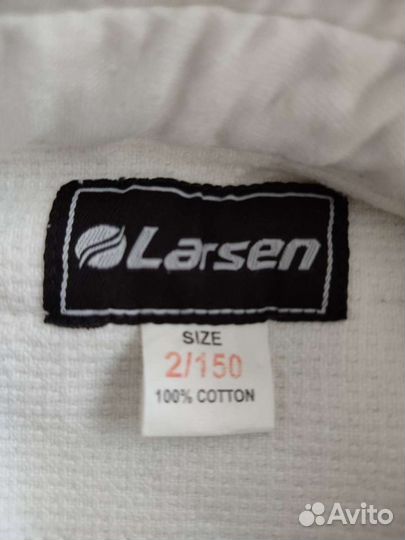 Larsen
SIZE
2/150
100% COTTON
Avito